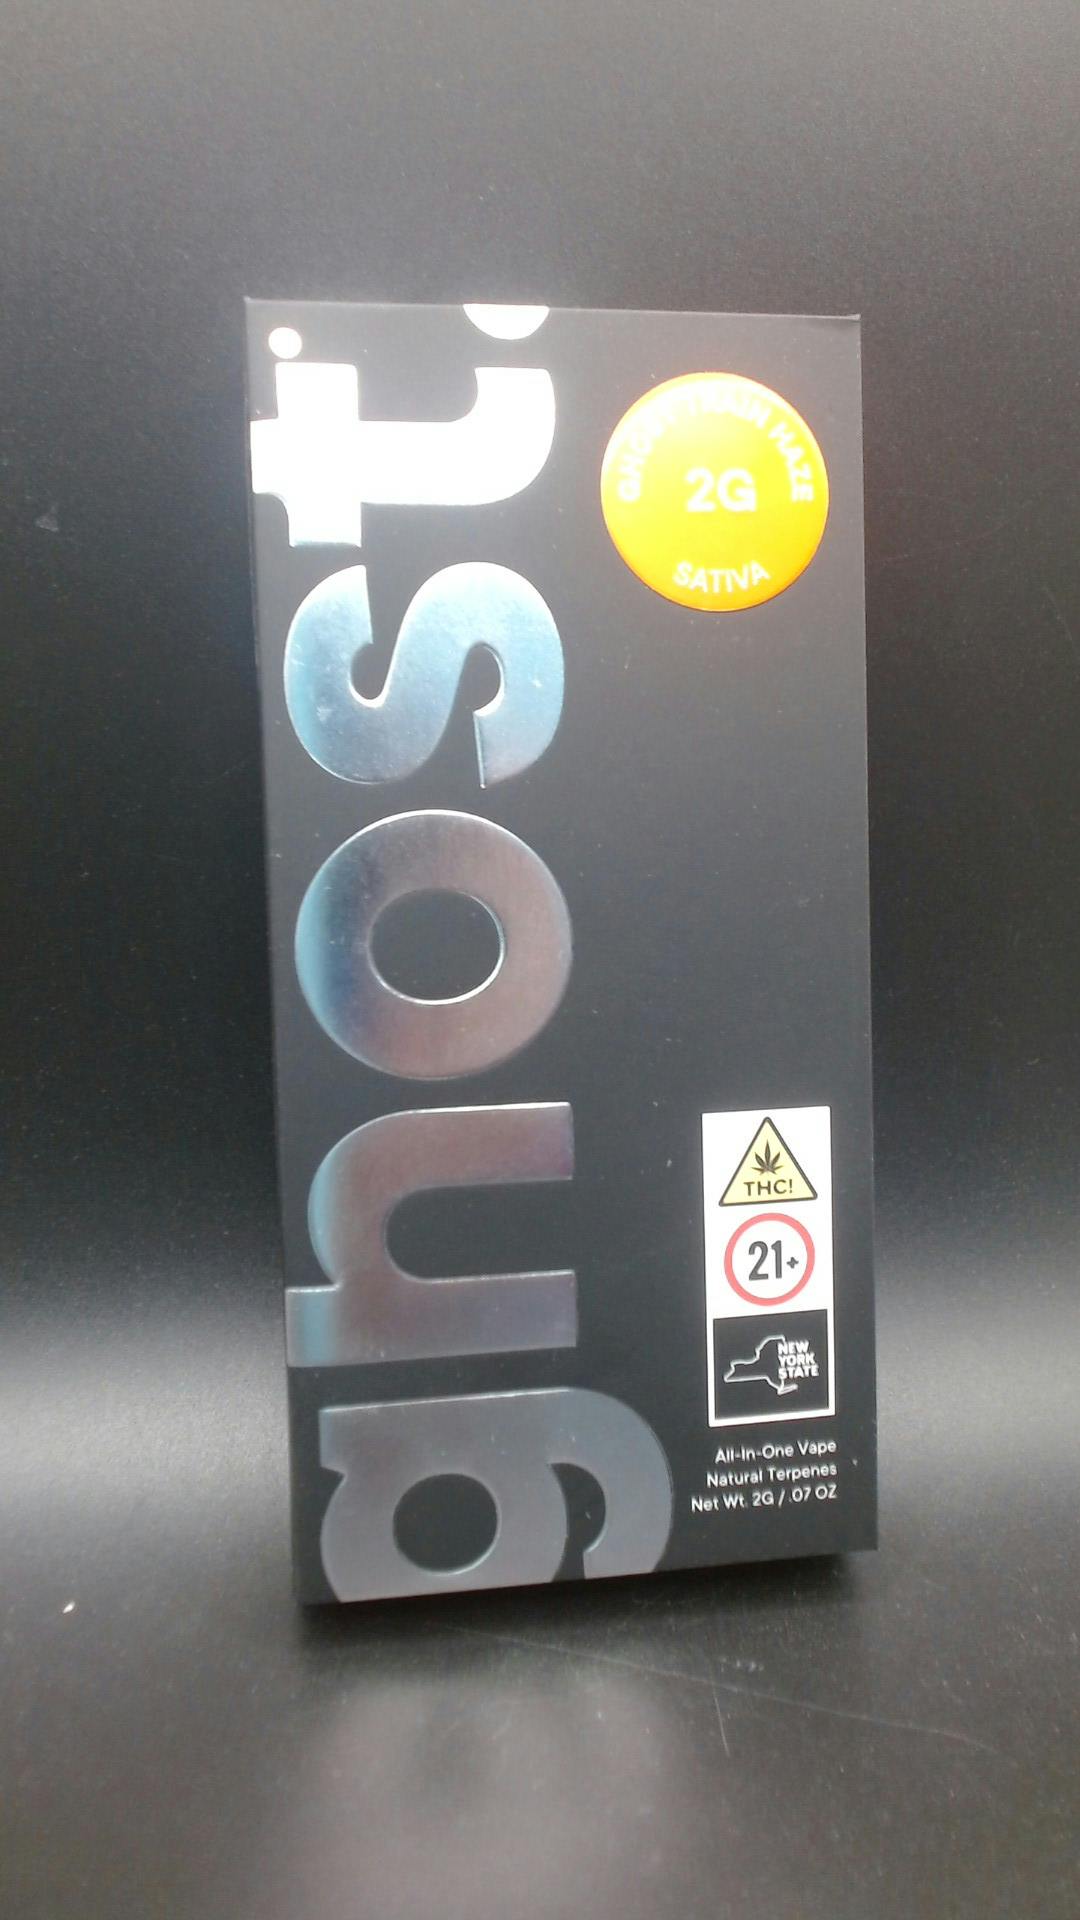 ghost.
GHOST TRAIN HAZE
2G
SATIVA
THC!
21+
NEW
YORK
STATE
All-In-One Vape
Natural Terpenes
Net Wt. 2G / .07 OZ